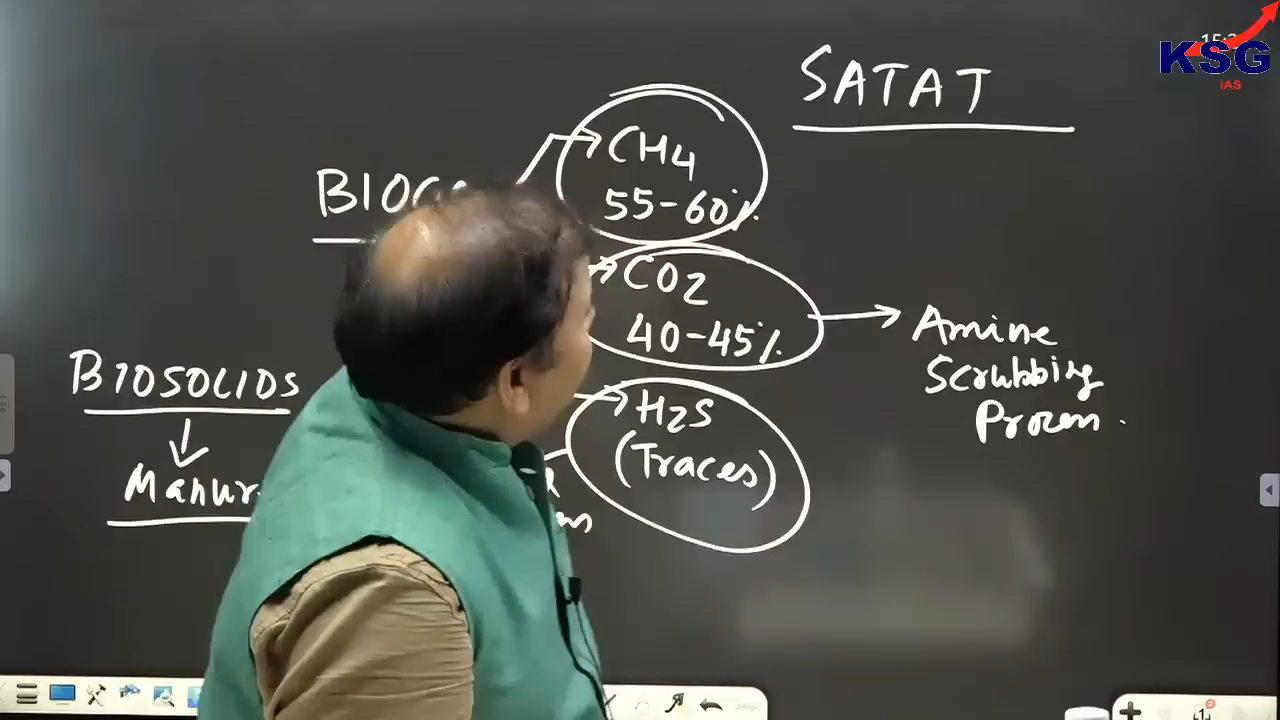 SATAT
CH4
55-60%
CO2
40-45%
Amine
Scrubbing
Process.
BIOSOLIDS
H2S
(Traces)
KSG
IAS